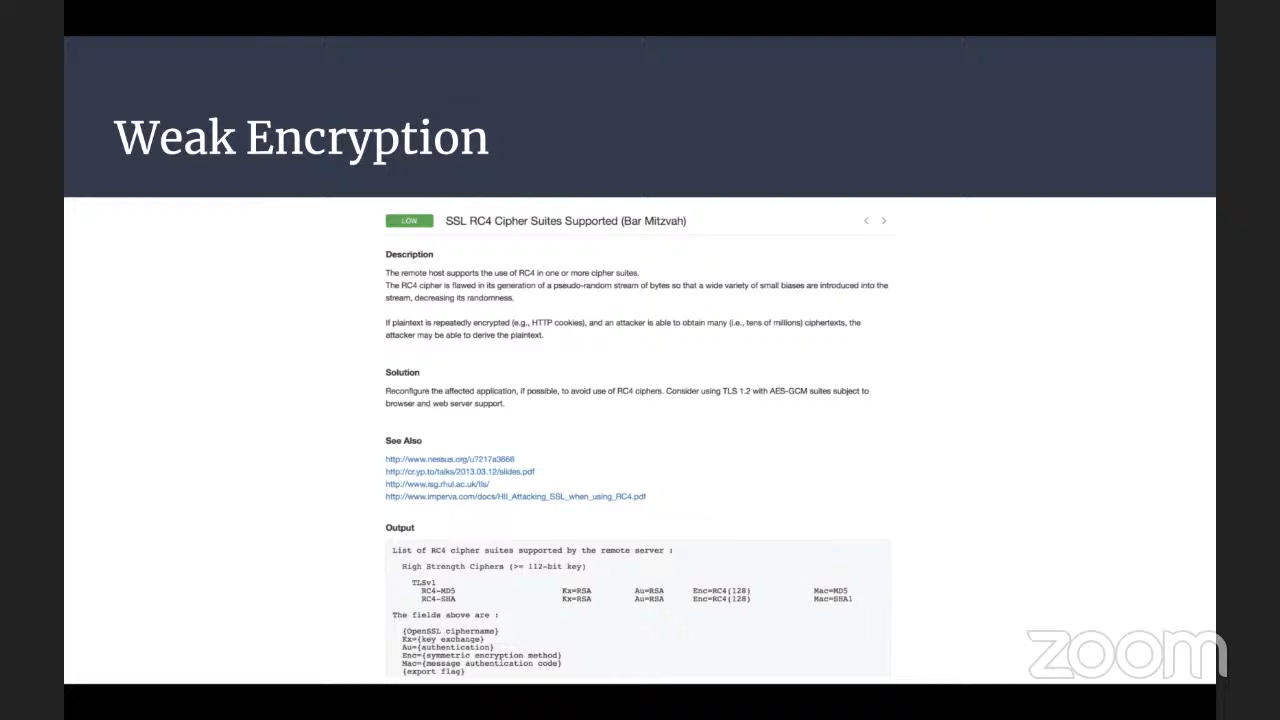 Weak Encryption
LOW SSL RC4 Cipher Suites Supported (Bar Mitzvah)
Description
The remote host supports the use of RC4 in one or more cipher suites.
The RC4 cipher is flawed in its generation of a pseudo-random stream of bytes so that a wide variety of small biases are introduced into the
stream, decreasing its randomness.
If plaintext is repeatedly encrypted (e.g., HTTP cookies), and an attacker is able to obtain many (i.e., tens of millions) ciphertexts, the
attacker may be able to derive the plaintext.
Solution
Reconfigure the affected application, if possible, to avoid use of RC4 ciphers. Consider using TLS 1.2 with AES-GCM suites subject to
browser and web server support.
See Also
http://www.nessus.org/u?217a3666
http://cr.yp.to/talks/2013.03.12/slides.pdf
http://www.isg.rhul.ac.uk/tls/
http://www.imperva.com/docs/HII_Attacking_SSL_when_using_RC4.pdf
Output
List of RC4 cipher suites supported by the remote server :
High Strength Ciphers (>= 112-bit key)
TLSv1
RC4-MD5 Kx=RSA Au=RSA Enc=RC4(128) Mac=MD5
RC4-SHA Kx=RSA Au=RSA Enc=RC4(128) Mac=SHA1
The fields above are :
{OpenSSL ciphername}
Kx={key exchange}
Au={authentication}
Enc={symmetric encryption method}
Mac={message authentication code}
{export flag}
zoom